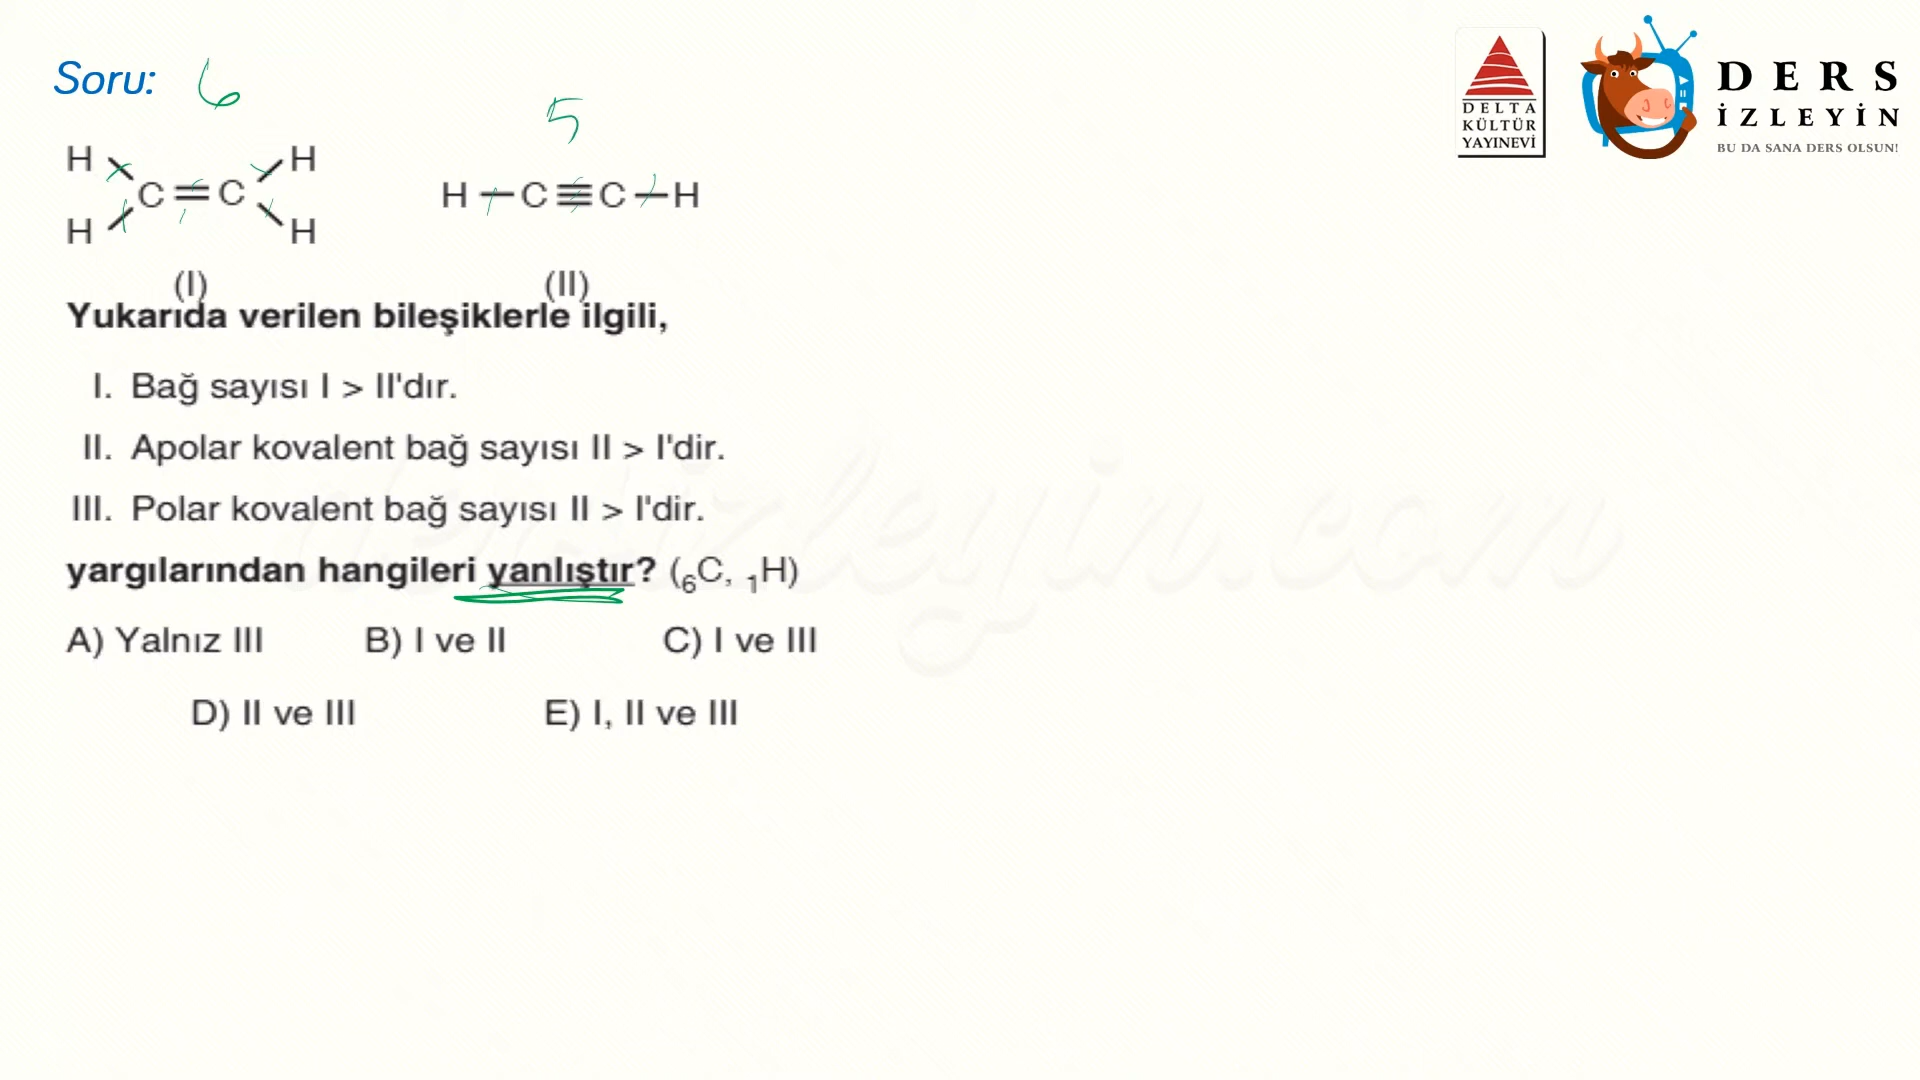 Soru: 6
5
H H
C=C
H H
H-C≡C-H
(I) (II)
Yukarıda verilen bileşiklerle ilgili,
I. Bağ sayısı I > II'dır.
II. Apolar kovalent bağ sayısı II > I'dir.
III. Polar kovalent bağ sayısı II > I'dir.
yargılarından hangileri yanlıştır? (₆C, ₁H)
A) Yalnız III B) I ve II C) I ve III
D) II ve III E) I, II ve III
DELTA
KÜLTÜR
YAYINEVİ
DERS
İZLEYİN
BU DA SANA DERS OLSUN!
dersizleyin.com